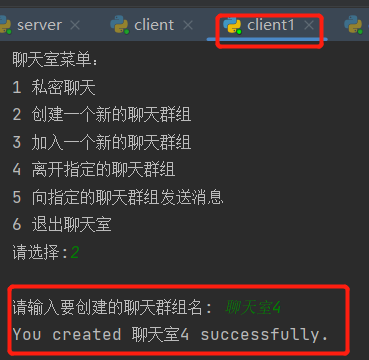 server client client1
聊天室菜单:
1 私密聊天
2 创建一个新的聊天群组
3 加入一个新的聊天群组
4 离开指定的聊天群组
5 向指定的聊天群组发送消息
6 退出聊天室
请选择:2
请输入要创建的聊天群组名: 聊天室4
You created 聊天室4 successfully.